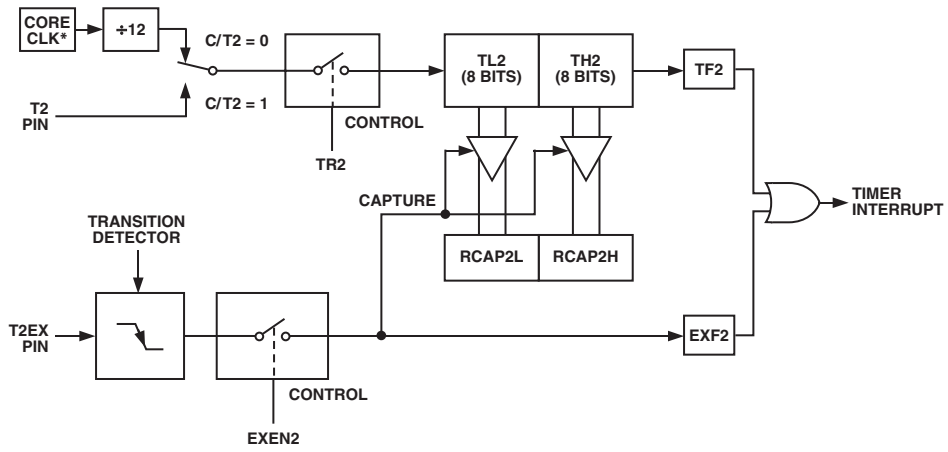 CORE
CLK*
÷12
C/T2 = 0
C/T2 = 1
T2
PIN
CONTROL
TR2
TL2
(8 BITS)
TH2
(8 BITS)
TF2
CAPTURE
TIMER
INTERRUPT
TRANSITION
DETECTOR
RCAP2L
RCAP2H
T2EX
PIN
EXF2
CONTROL
EXEN2